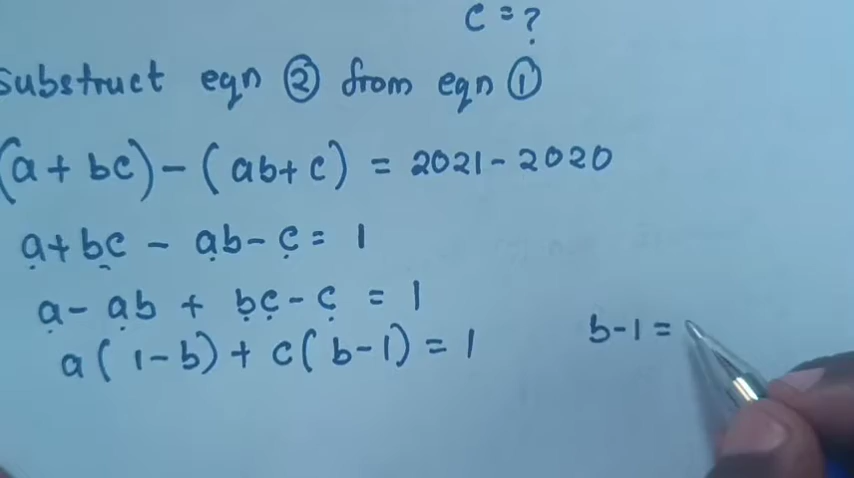 c = ?
substruct eqn ② from eqn ①
(a + bc) - (ab + c) = 2021 - 2020
a + bc - ab - c = 1
a - ab + bc - c = 1
a(1 - b) + c(b - 1) = 1
b - 1 =